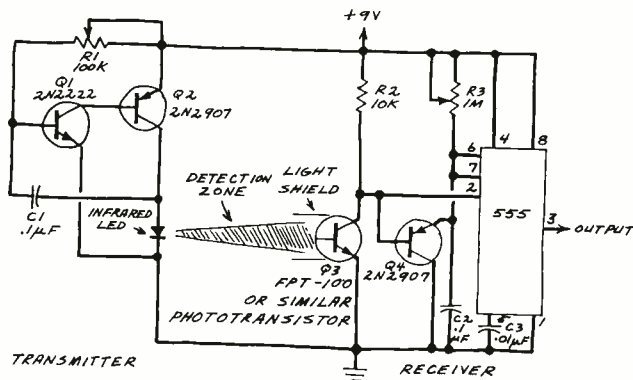 +9V
R1
100K
Q1
2N2222
Q2
2N2907
R2
10K
R3
1M
4
8
6
7
2
555
3
OUTPUT
DETECTION
ZONE
LIGHT
SHIELD
C1
.1µF
INFRARED
LED
Q3
FPT-100
OR SIMILAR
PHOTOTRANSISTOR
Q4
2N2907
C2
.1
µF
5
C3
.01µF
1
TRANSMITTER
RECEIVER